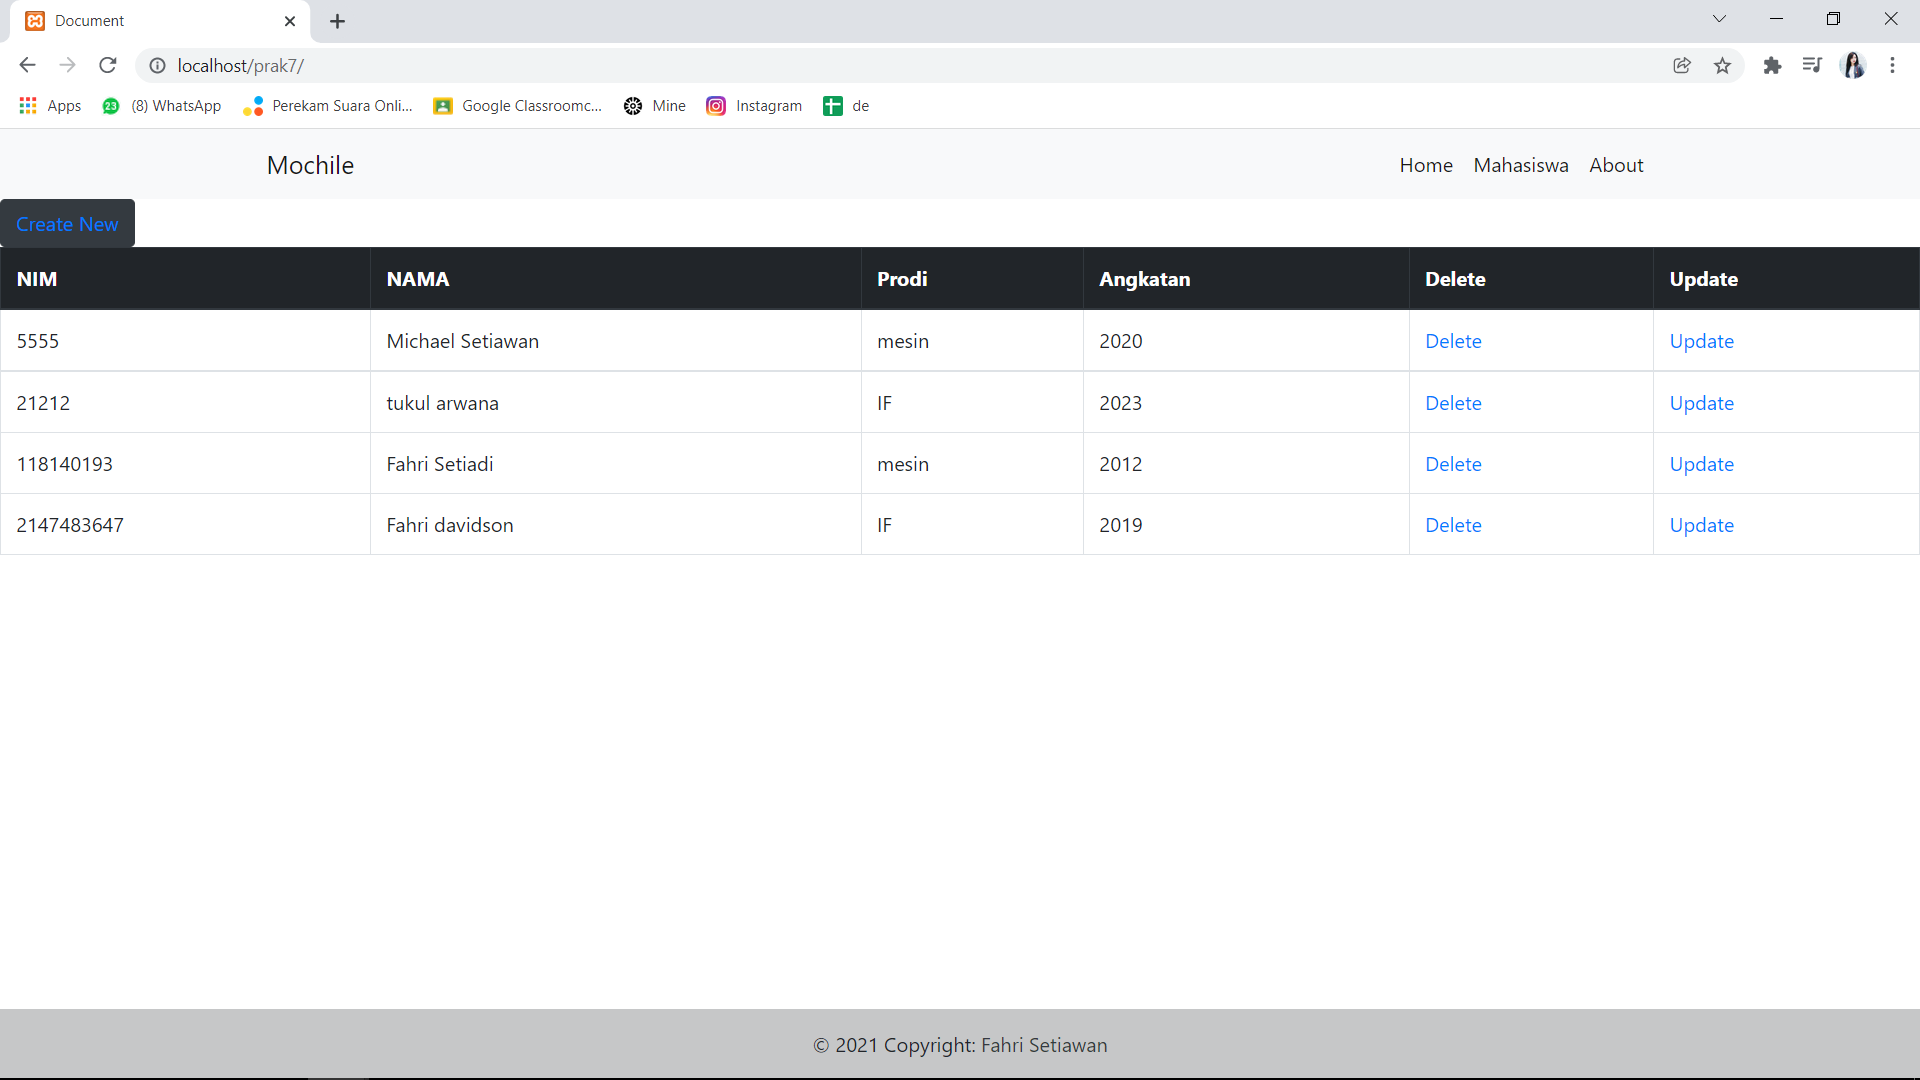 Document
localhost/prak7/
Apps 23 (8) WhatsApp Perekam Suara Onli... Google Classroomc... Mine Instagram de
Mochile Home Mahasiswa About
Create New
NIM NAMA Prodi Angkatan Delete Update
5555 Michael Setiawan mesin 2020 Delete Update
21212 tukul arwana IF 2023 Delete Update
118140193 Fahri Setiadi mesin 2012 Delete Update
2147483647 Fahri davidson IF 2019 Delete Update
© 2021 Copyright: Fahri Setiawan